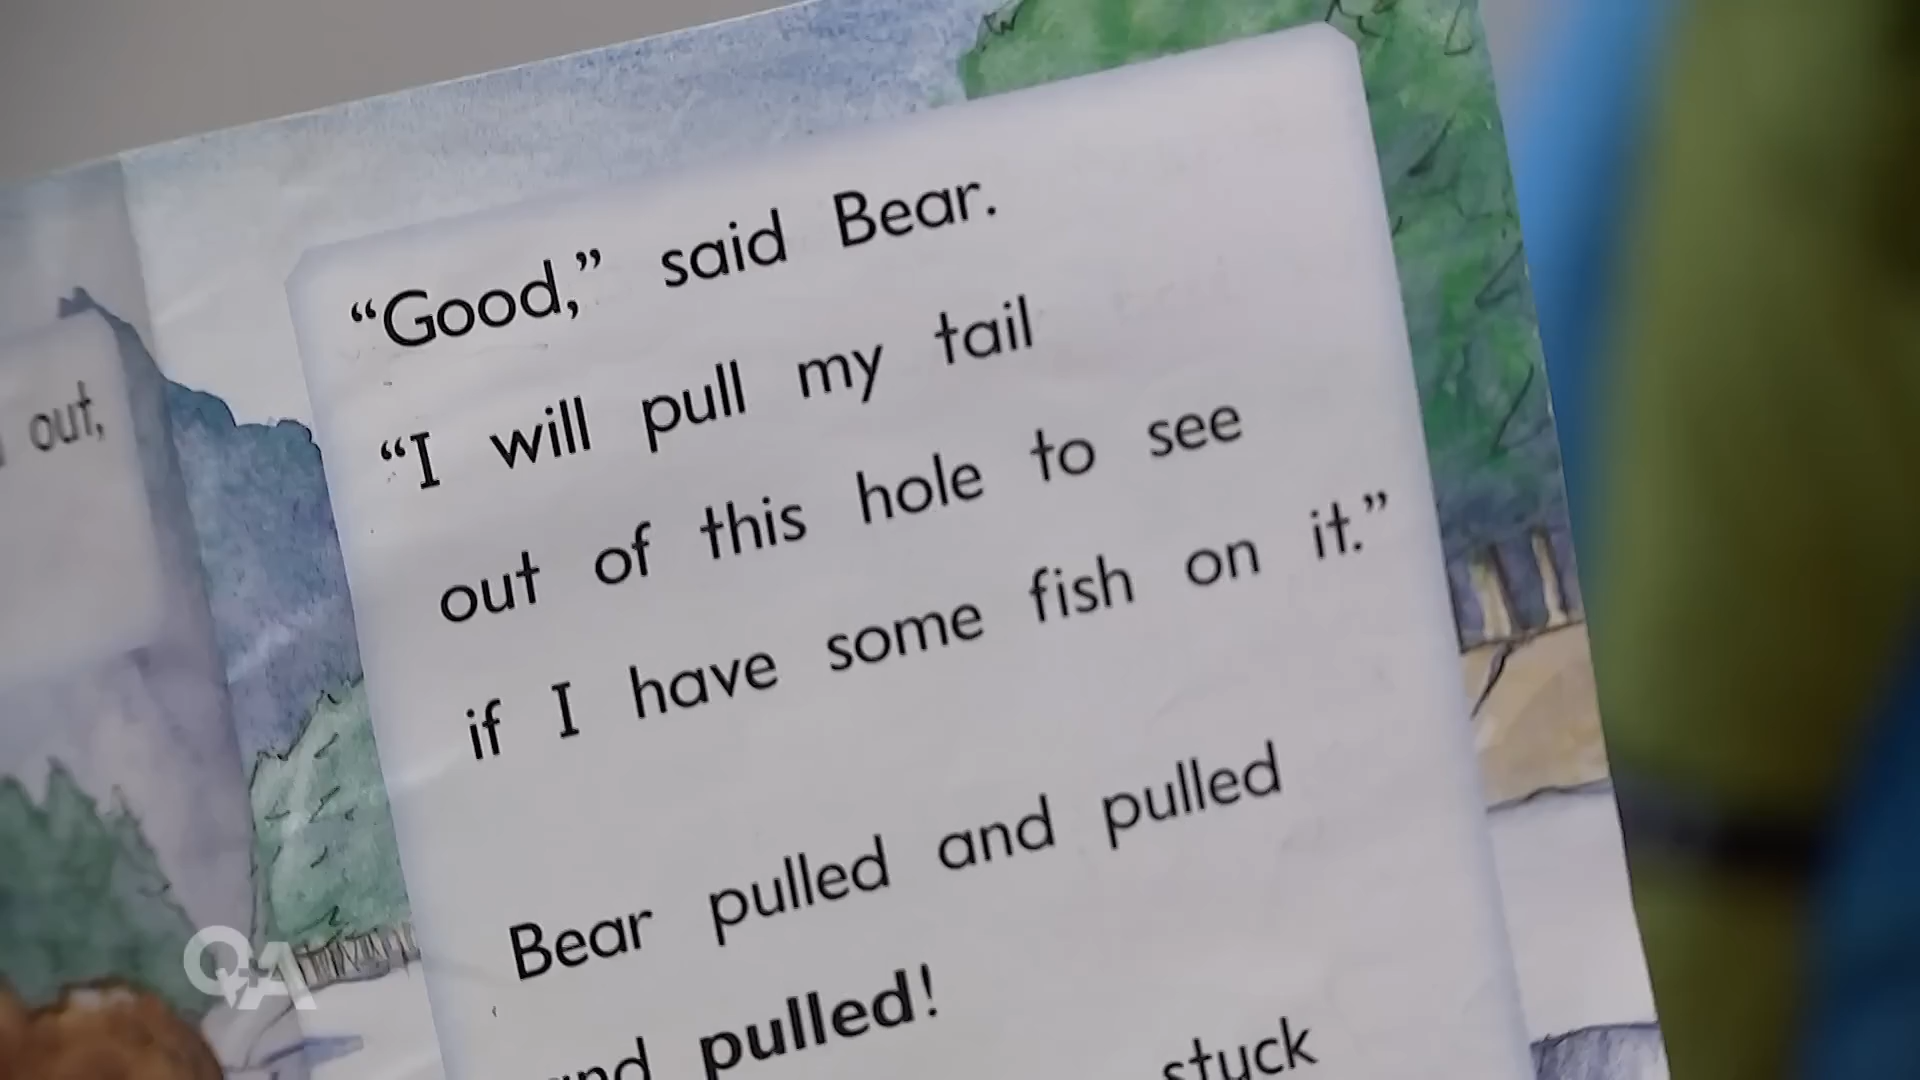 out,
“Good,” said Bear.
“I will pull my tail
out of this hole to see
if I have some fish on it.”
Bear pulled and pulled
and pulled!
stuck
Q+A